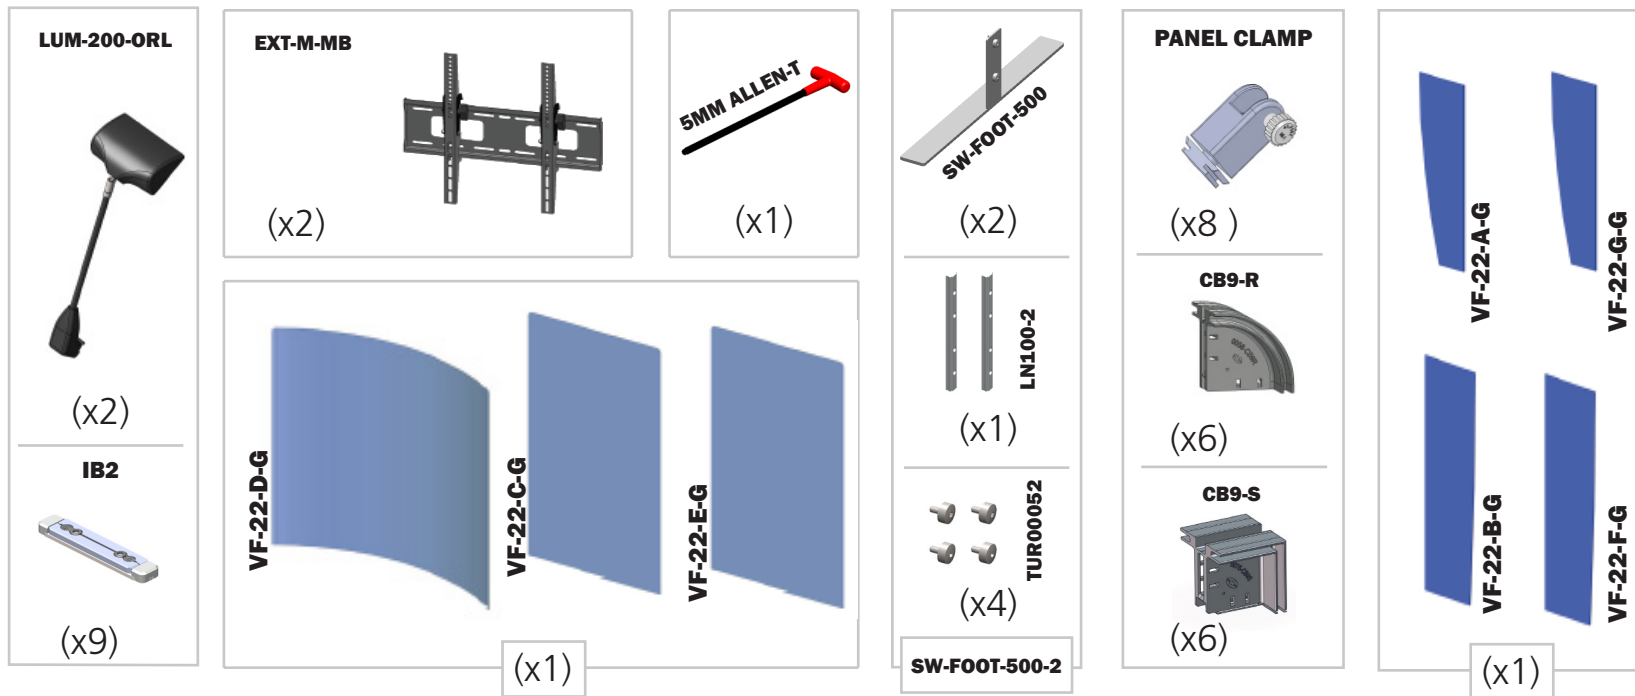 LUM-200-ORL
(x2)
IB2
(x9)
EXT-M-MB
(x2)
5MM ALLEN-T
(x1)
VF-22-D-G
VF-22-C-G
VF-22-E-G
(x1)
SW-FOOT-500
(x2)
LN100-2
(x1)
TUR00052
(x4)
SW-FOOT-500-2
PANEL CLAMP
(x8 )
CB9-R
(x6)
CB9-S
(x6)
VF-22-A-G
VF-22-G-G
VF-22-B-G
VF-22-F-G
(x1)